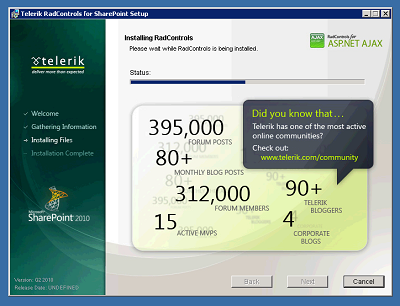 Telerik RadControls for SharePoint Setup
Installing RadControls
Please wait while RadControls is being installed.
AJAX
RadControls for
ASP.NET AJAX
telerik
deliver more than expected
Status:
Welcome
Gathering Information
Installing Files
Installation Complete
Did you know that ...
Telerik has one of the most active
online communities?
Check out:
www.telerik.com/community
395,000
FORUM POSTS
80+
MONTHLY BLOG POSTS
312,000
FORUM MEMBERS
15
ACTIVE MVPS
90+
TELERIK
BLOGGERS
4
CORPORATE
BLOGS
Microsoft
SharePoint 2010
Version: Q2 2010
Release Date: UNDEFINED
Back
Next
Cancel